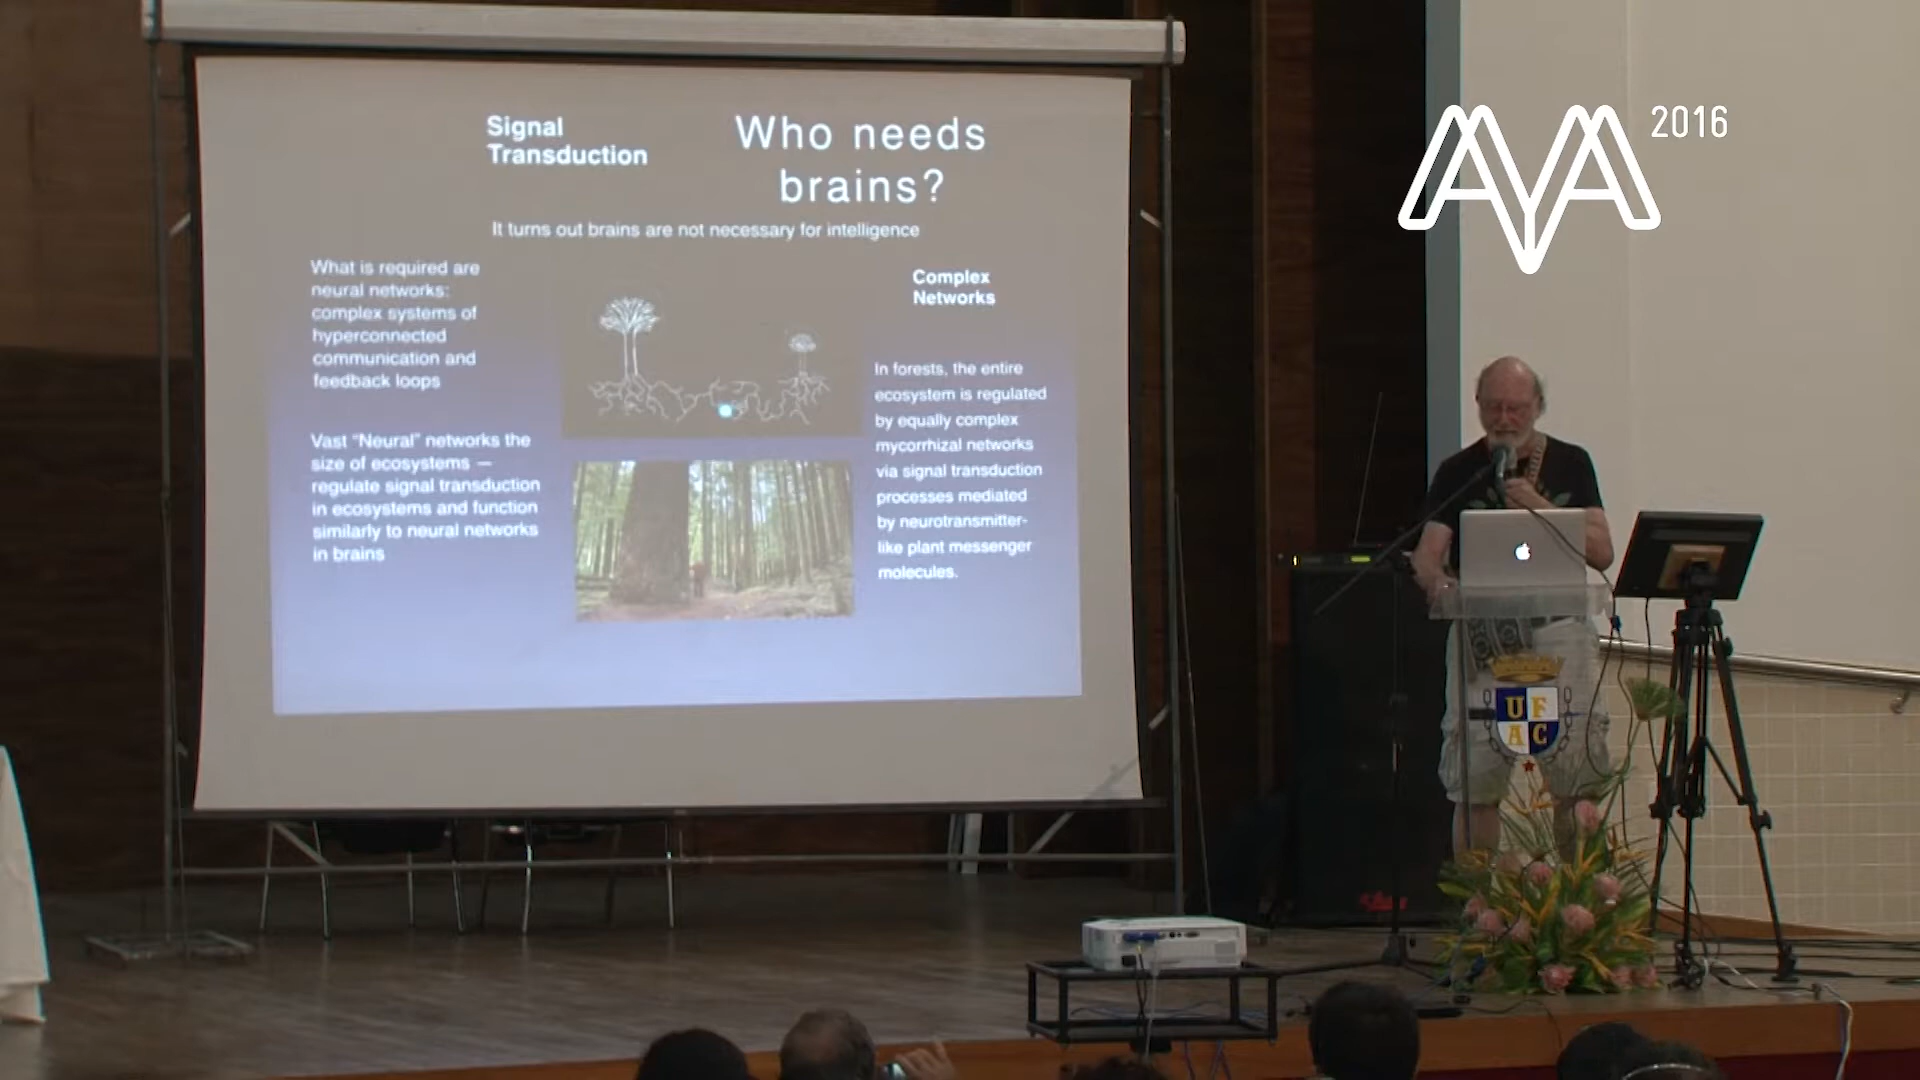 Signal
Transduction
Who needs
brains?
It turns out brains are not necessary for intelligence
What is required are
neural networks:
complex systems of
hyperconnected
communication and
feedback loops
Vast “Neural” networks the
size of ecosystems —
regulate signal transduction
in ecosystems and function
similarly to neural networks
in brains
Complex
Networks
In forests, the entire
ecosystem is regulated
by equally complex
mycorrhizal networks
via signal transduction
processes mediated
by neurotransmitter-
like plant messenger
molecules.
AYA 2016
UF
AC